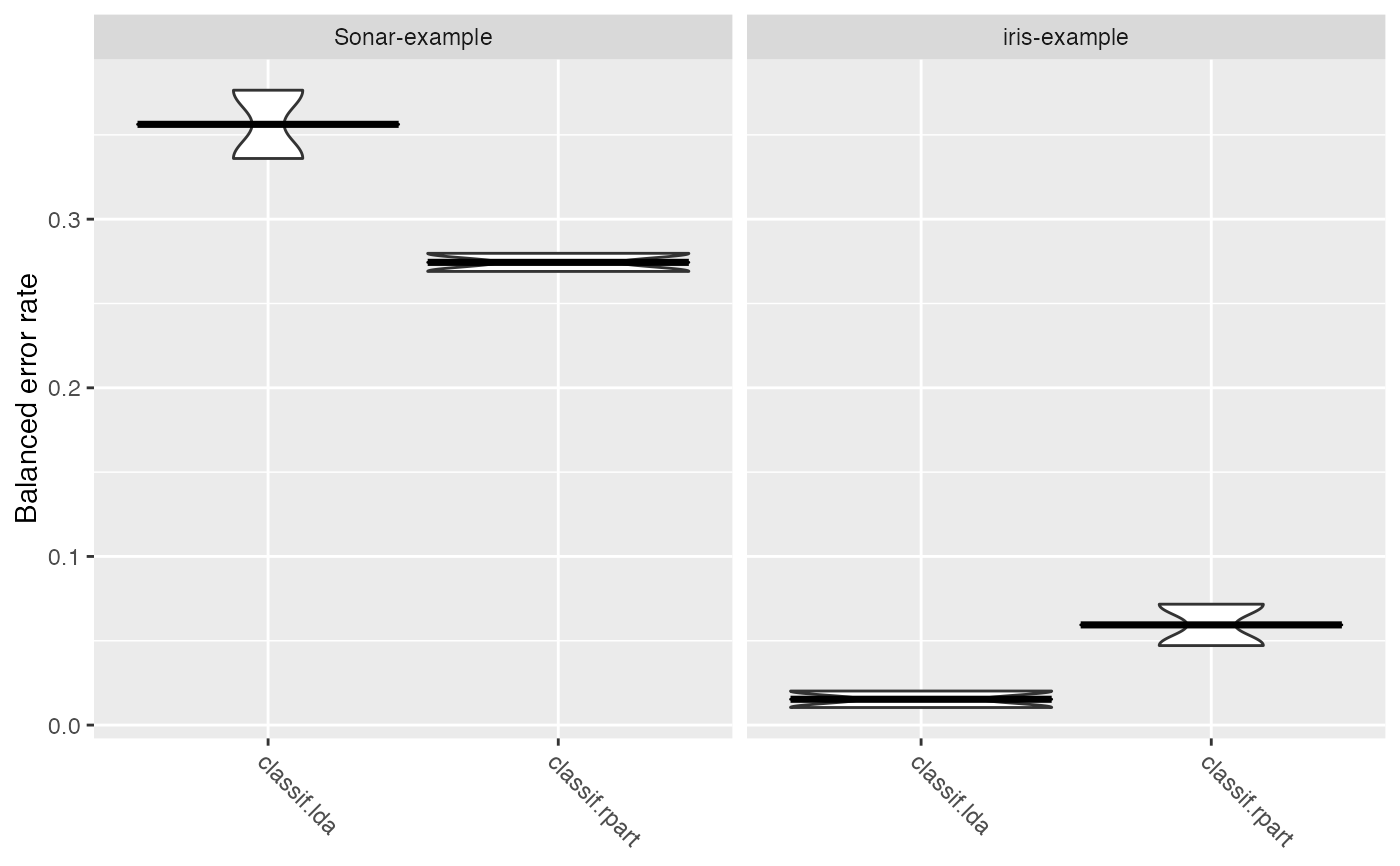 Sonar-example
iris-example
Balanced error rate
0.3
0.2
0.1
0.0
classif.lda
classif.rpart
classif.lda
classif.rpart